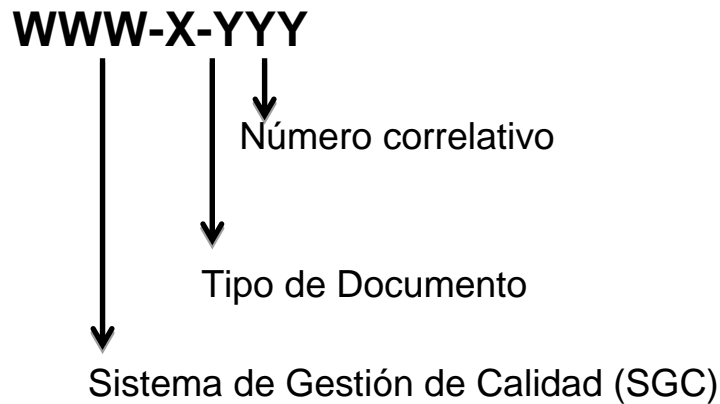 WWW-X-YYY
Número correlativo
Tipo de Documento
Sistema de Gestión de Calidad (SGC)